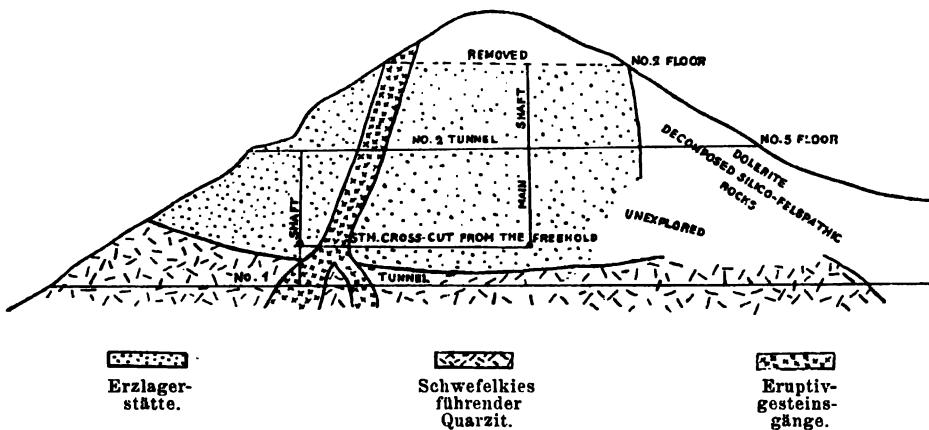 REMOVED
NO.2 FLOOR
SHAFT
NO. 2 TUNNEL
NO.5 FLOOR
DOLERITE
DECOMPOSED SILICO-FELSPATHIC
ROCKS
MAIN
UNEXPLORED
SHAFT
5TH. CROSS-CUT FROM THE FREEHOLD
NO. 1 TUNNEL
Erzlager-
stätte.
Schwefelkies
führender
Quarzit.
Eruptiv-
gesteins-
gänge.